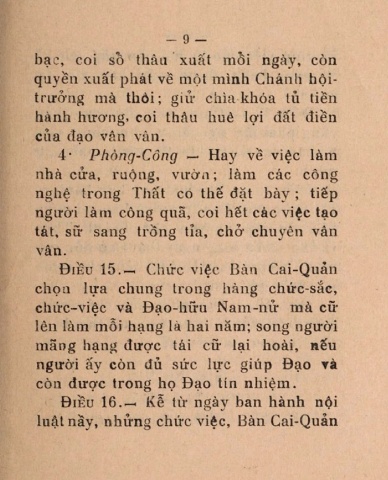 — 9 —
bạc, coi sổ thâu xuất mỗi ngày, còn
quyền xuất phát về một mình Chánh hội-
trưởng mà thôi; giữ chìa-khóa tủ tiền
hành hương, coi thâu huê lợi đất điền
của đạo vân vân.
4· Phòng-Công — Hay về việc làm
nhà cửa, ruộng, vườn; làm các công
nghệ trong Thất có thể đặt bày; tiếp
người làm công quả, coi hết các việc tạo
tát, sữ sang trồng tỉa, chở chuyên vân
vân.
ĐIỀU 15.— Chức việc Bàn Cai-Quản
chọn lựa chung trong hàng chức-sắc,
chức-việc và Đạo-hữu Nam-nử mà cữ
lên làm mỗi hạng là hai năm; song người
mãng hạng được tái cữ lại hoài, nếu
người ấy còn đủ sức lực giúp Đạo và
còn được trong họ Đạo tín nhiệm.
ĐIỀU 16.— Kể từ ngày ban hành nội
luật nầy, những chức việc, Bàn Cai-Quản